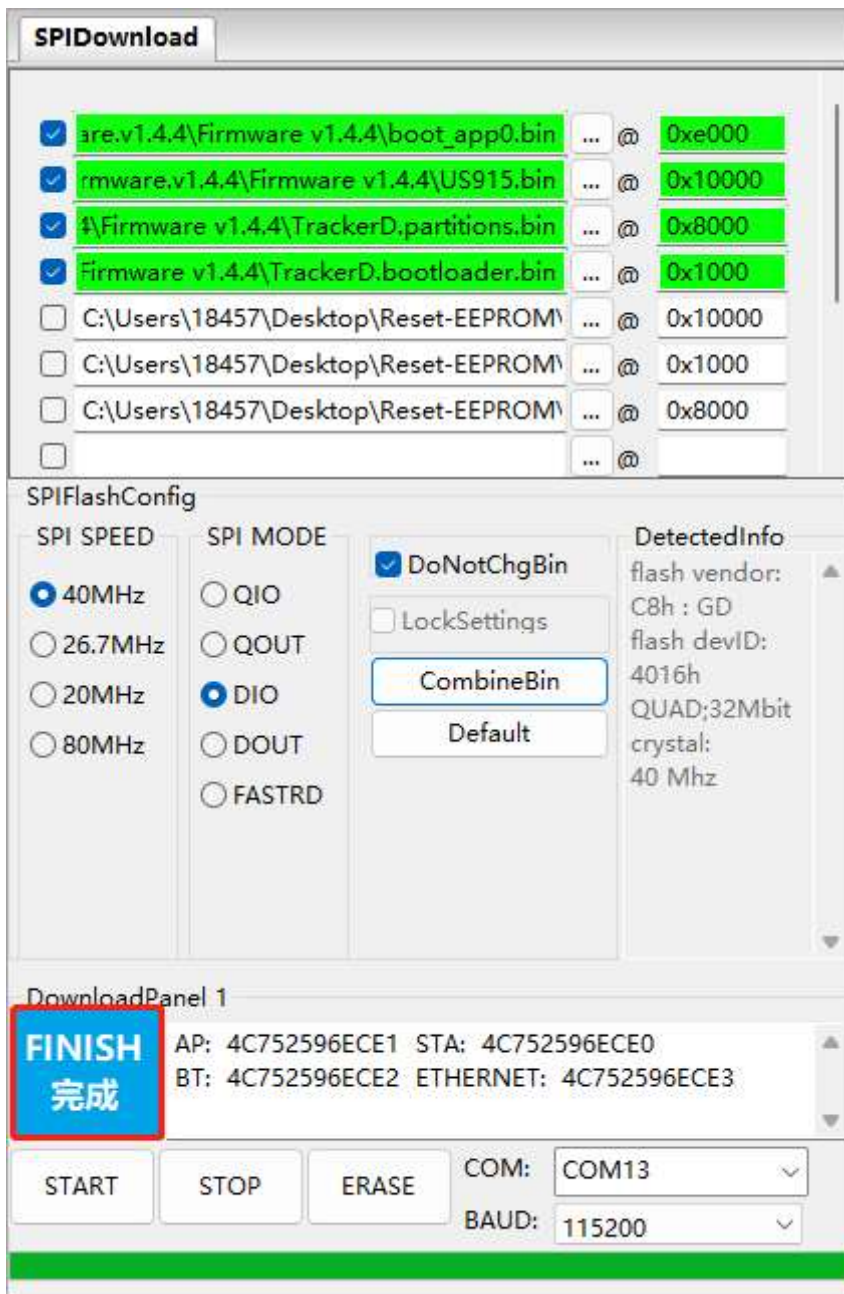 SPIDownload
are.v1.4.4\Firmware v1.4.4\boot_app0.bin ... @ 0xe000
rmware.v1.4.4\Firmware v1.4.4\US915.bin ... @ 0x10000
4\Firmware v1.4.4\TrackerD.partitions.bin ... @ 0x8000
Firmware v1.4.4\TrackerD.bootloader.bin ... @ 0x1000
C:\Users\18457\Desktop\Reset-EEPROM\ ... @ 0x10000
C:\Users\18457\Desktop\Reset-EEPROM\ ... @ 0x1000
C:\Users\18457\Desktop\Reset-EEPROM\ ... @ 0x8000
... @
SPIFlashConfig
SPI SPEED
40MHz
26.7MHz
20MHz
80MHz
SPI MODE
QIO
QOUT
DIO
DOUT
FASTRD
DoNotChgBin
LockSettings
CombineBin
Default
DetectedInfo
flash vendor:
C8h : GD
flash devID:
4016h
QUAD;32Mbit
crystal:
40 Mhz
DownloadPanel 1
FINISH
完成
AP: 4C752596ECE1 STA: 4C752596ECE0
BT: 4C752596ECE2 ETHERNET: 4C752596ECE3
START STOP ERASE
COM: COM13
BAUD: 115200